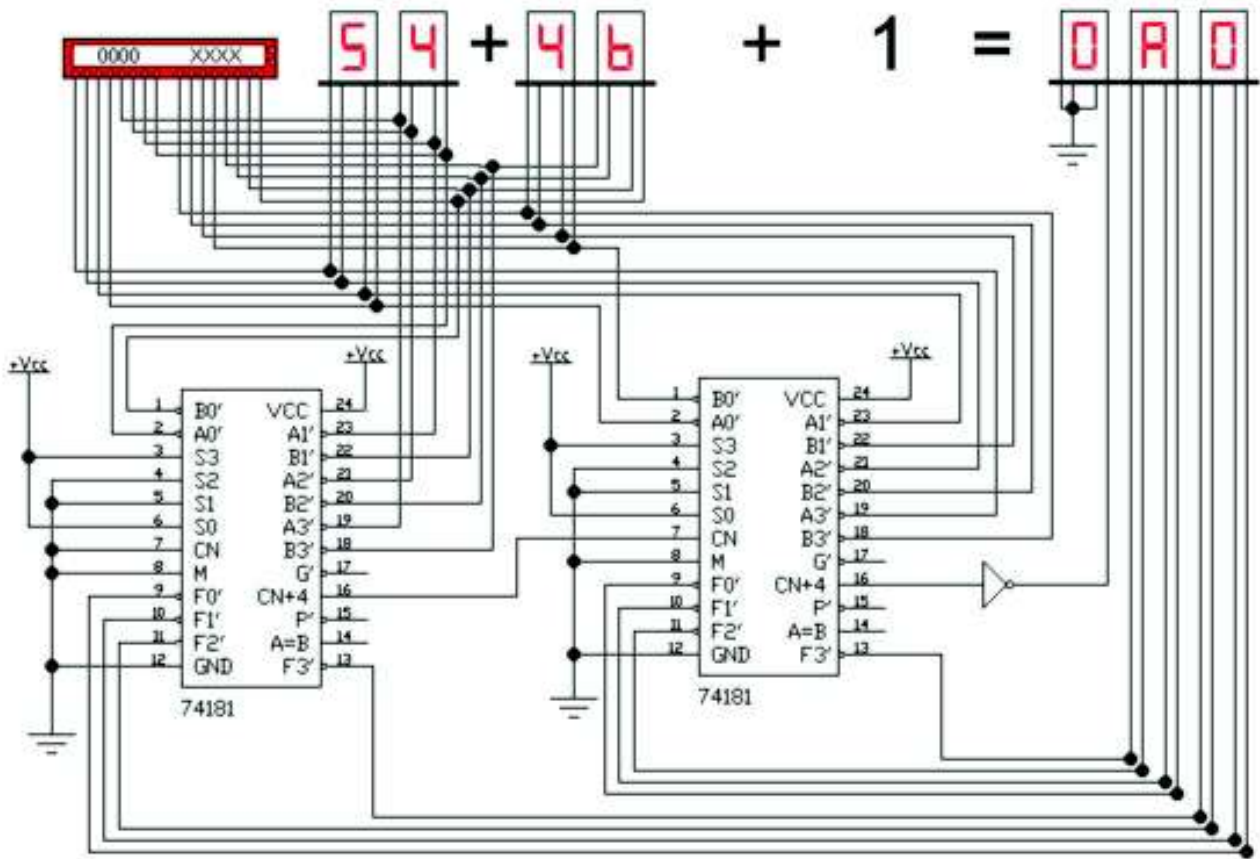 0000 XXXX 54 + 4b + 1 = 0A0
+Vcc +Vcc +Vcc +Vcc
1 B0' VCC 24
2 A0' A1' 23
3 S3 B1' 22
4 S2 A2' 21
5 S1 B2' 20
6 S0 A3' 19
7 CN B3' 18
8 M G' 17
9 F0' CN+4 16
10 F1' P' 15
11 F2' A=B 14
12 GND F3' 13
74181
1 B0' VCC 24
2 A0' A1' 23
3 S3 B1' 22
4 S2 A2' 21
5 S1 B2' 20
6 S0 A3' 19
7 CN B3' 18
8 M G' 17
9 F0' CN+4 16
10 F1' P' 15
11 F2' A=B 14
12 GND F3' 13
74181